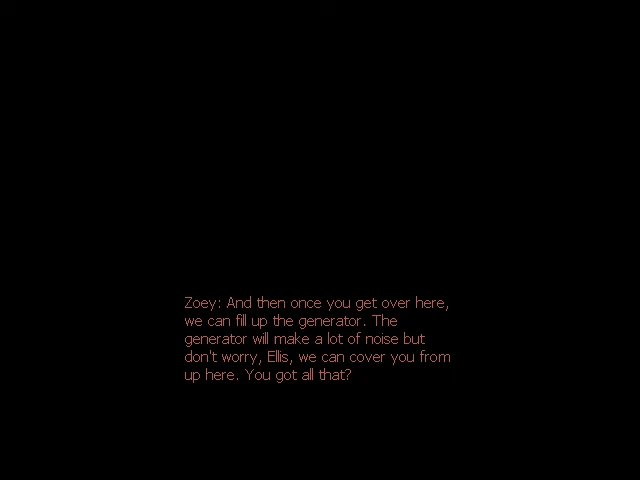 Zoey: And then once you get over here,
we can fill up the generator. The
generator will make a lot of noise but
don't worry, Ellis, we can cover you from
up here. You got all that?